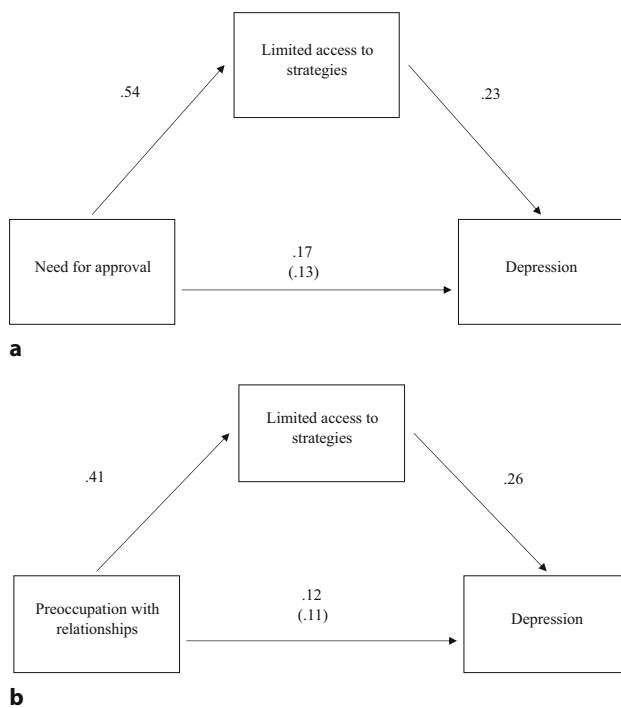 Limited access to
strategies
.54
.23
Need for approval
.17
(.13)
Depression
a
Limited access to
strategies
.41
.26
Preoccupation with
relationships
.12
(.11)
Depression
b